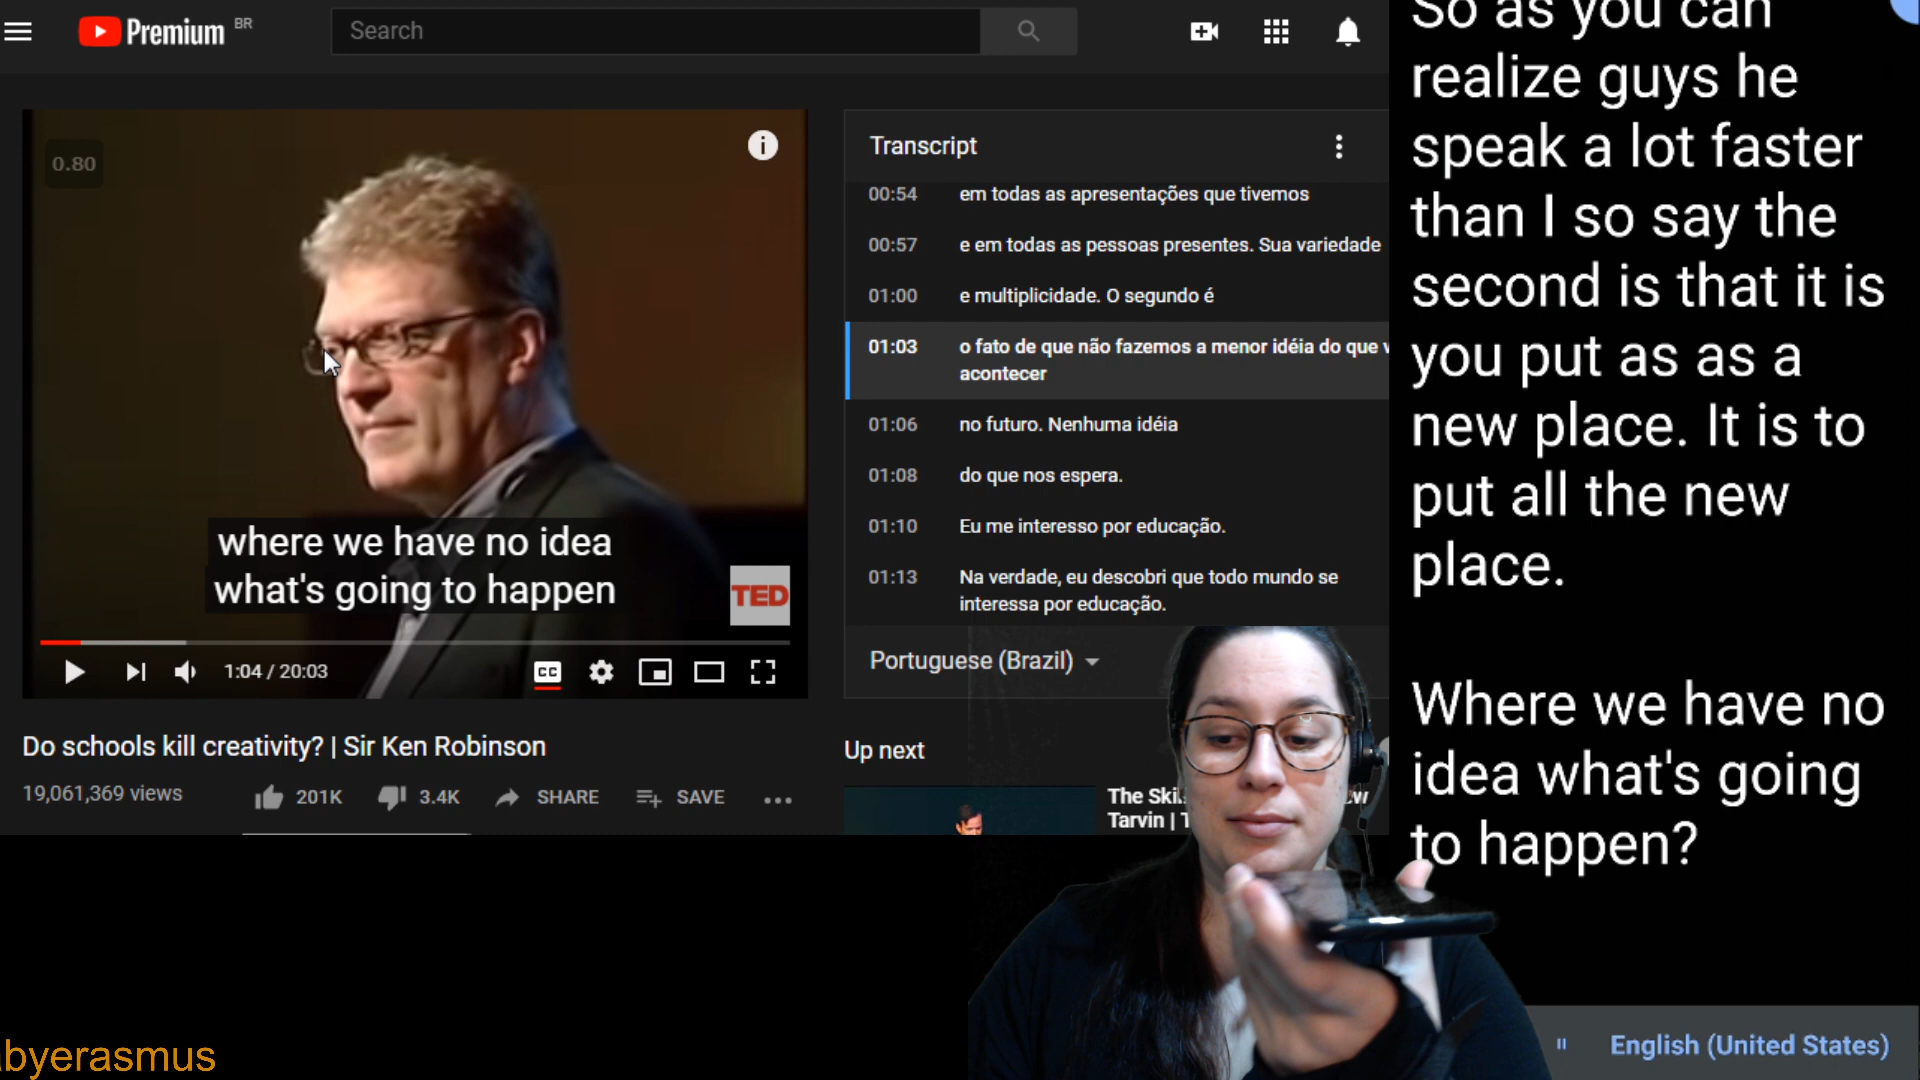 Premium BR
Search
0.80
where we have no idea
what's going to happen
TED
1:04 / 20:03
CC
Do schools kill creativity? | Sir Ken Robinson
19,061,369 views
201K
3.4K
SHARE
SAVE
Transcript
00:54 em todas as apresentações que tivemos
00:57 e em todas as pessoas presentes. Sua variedade
01:00 e multiplicidade. O segundo é
01:03 o fato de que não fazemos a menor idéia do que
acontecer
01:06 no futuro. Nenhuma idéia
01:08 do que nos espera.
01:10 Eu me interesso por educação.
01:13 Na verdade, eu descobri que todo mundo se
interessa por educação.
Portuguese (Brazil)
Up next
The
Tarvin |
So as you can
realize guys he
speak a lot faster
than I so say the
second is that it is
you put as as a
new place. It is to
put all the new
place.
Where we have no
idea what's going
to happen?
English (United States)
byerasmus